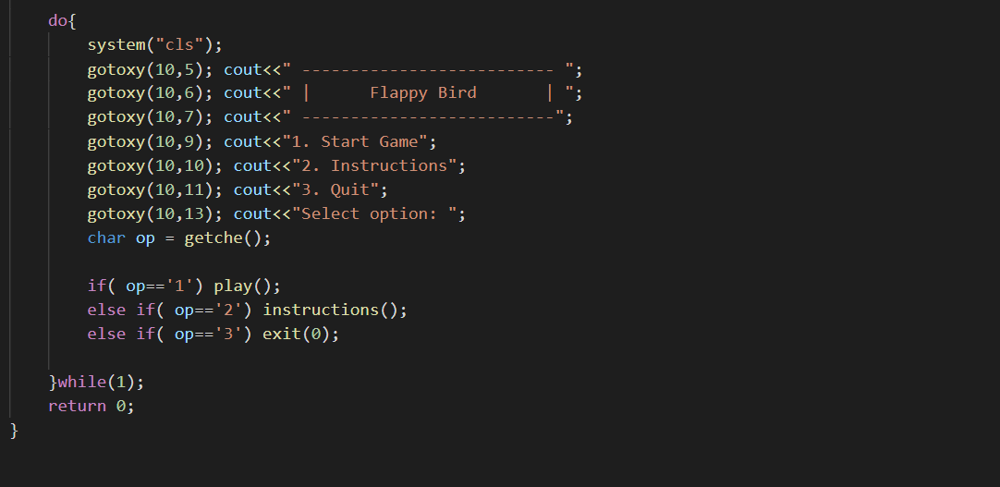 do{
system("cls");
gotoxy(10,5); cout<<" -------------------------- ";
gotoxy(10,6); cout<<" |      Flappy Bird       | ";
gotoxy(10,7); cout<<" --------------------------";
gotoxy(10,9); cout<<"1. Start Game";
gotoxy(10,10); cout<<"2. Instructions";
gotoxy(10,11); cout<<"3. Quit";
gotoxy(10,13); cout<<"Select option: ";
char op = getche();
if( op=='1') play();
else if( op=='2') instructions();
else if( op=='3') exit(0);
}while(1);
return 0;
}